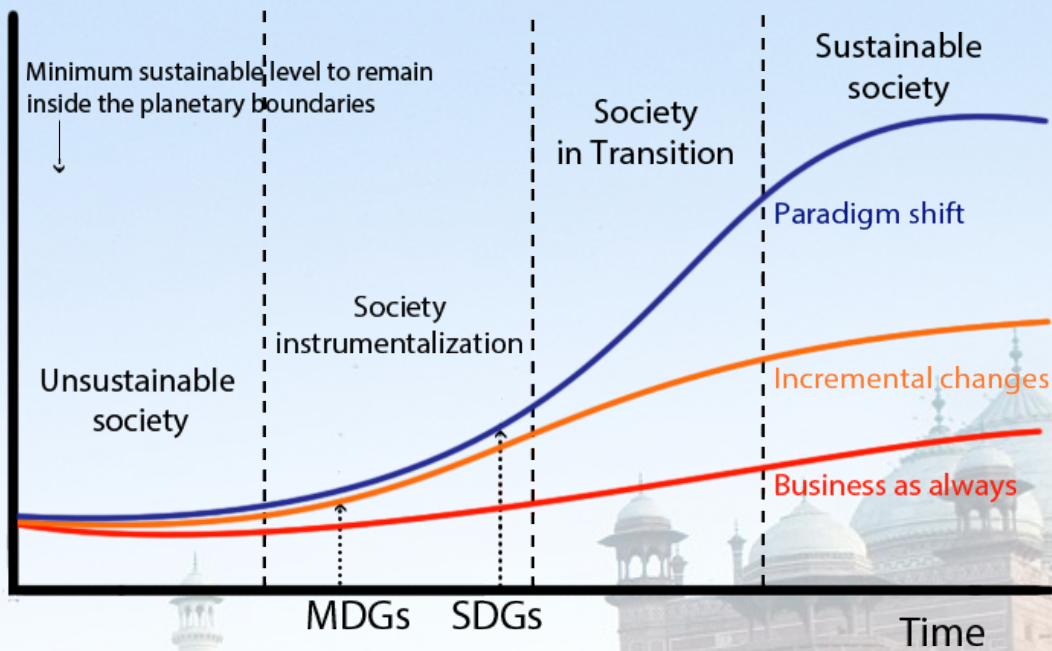 Minimum sustainable level to remain
inside the planetary boundaries
Sustainable
society
Society
in Transition
Paradigm shift
Society
instrumentalization
Unsustainable
society
Incremental changes
Business as always
MDGs
SDGs
Time